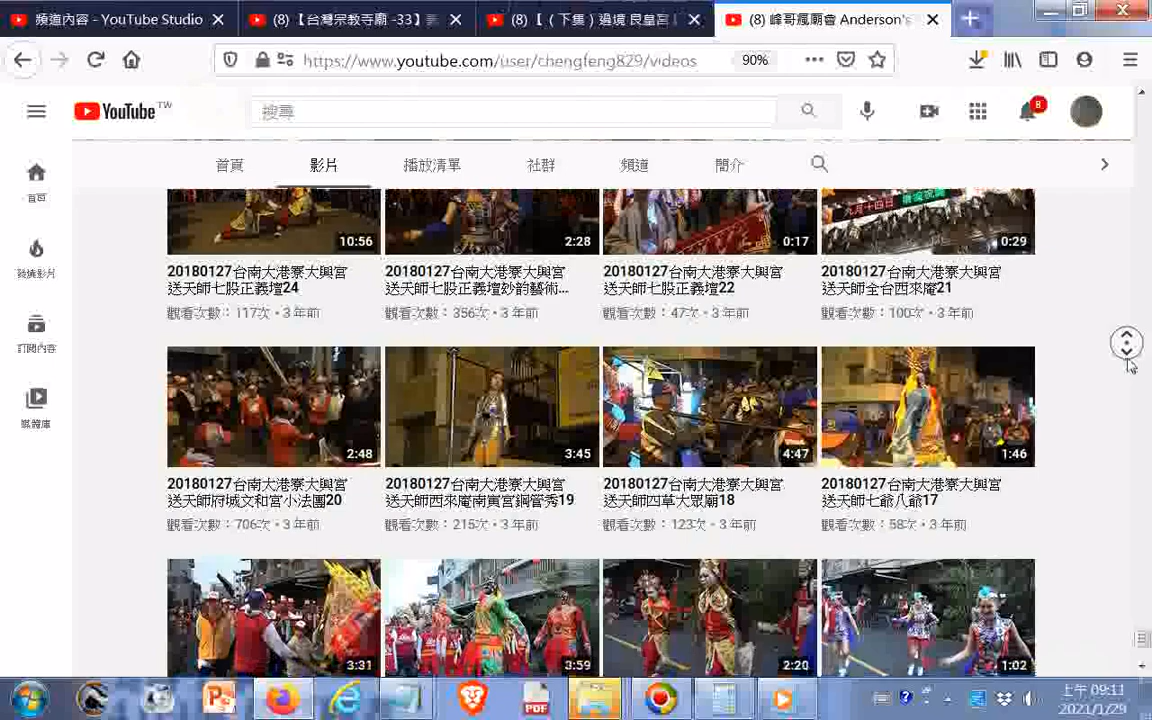 頻道內容 - YouTube Studio
(8)【台灣宗教寺廟 -33】
(8)【（下集）遶境 良皇宮
(8) 峰哥瘋廟會 Anderson's
https://www.youtube.com/user/chengfeng829/videos
90%
YouTube TW
搜尋
8
首頁
影片
播放清單
社群
頻道
簡介
首頁
發燒影片
訂閱內容
媒體庫
九月十四日
10:56
2:28
0:17
0:29
20180127台南大港寮大興宮
送天師七股正義壇24
觀看次數：117次 · 3 年前
20180127台南大港寮大興宮
送天師七股正義壇妙韵藝術...
觀看次數：356次 · 3 年前
20180127台南大港寮大興宮
送天師七股正義壇22
觀看次數：47次 · 3 年前
20180127台南大港寮大興宮
送天師全台西來庵21
觀看次數：100次 · 3 年前
2:48
3:45
4:47
1:46
20180127台南大港寮大興宮
送天師府城文和宮小法團20
觀看次數：706次 · 3 年前
20180127台南大港寮大興宮
送天師西來庵南寅宮鋼管秀19
觀看次數：215次 · 3 年前
20180127台南大港寮大興宮
送天師四草大眾廟18
觀看次數：123次 · 3 年前
20180127台南大港寮大興宮
送天師七爺八爺17
觀看次數：58次 · 3 年前
3:31
3:59
2:20
1:02
PDF
上午 09:11
2021/1/29